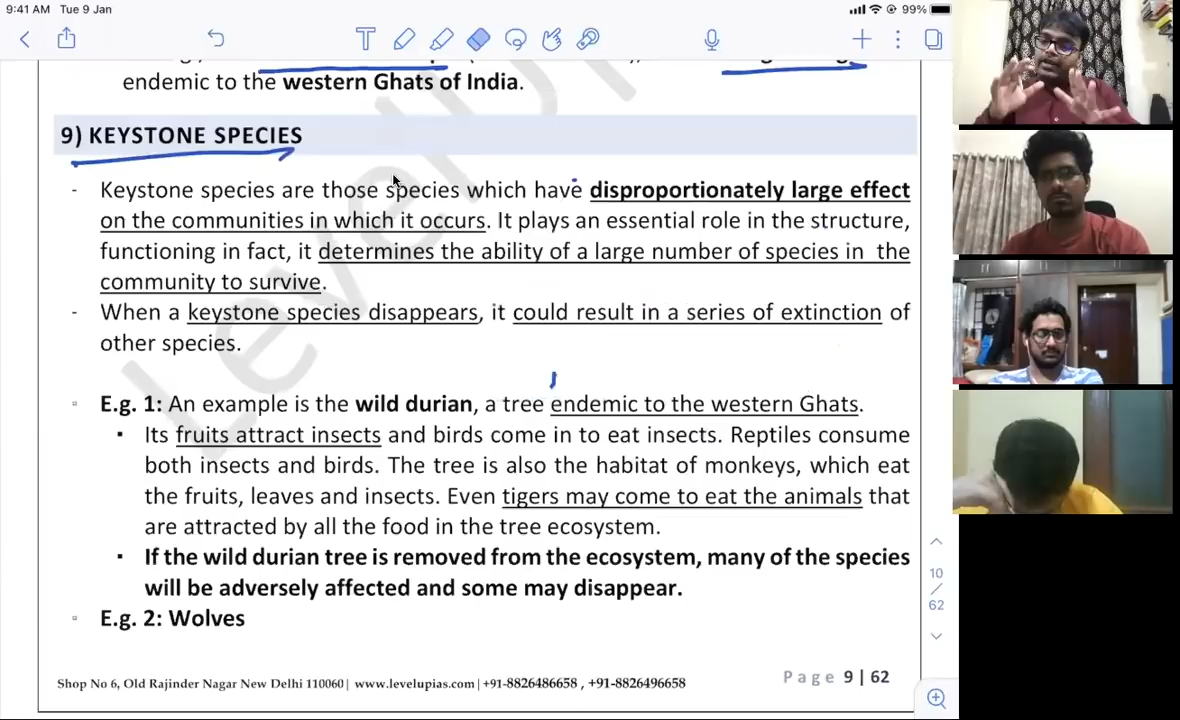 9:41 AM Tue 9 Jan
99%
endemic to the western Ghats of India.
9) KEYSTONE SPECIES
- Keystone species are those species which have disproportionately large effect
on the communities in which it occurs. It plays an essential role in the structure,
functioning in fact, it determines the ability of a large number of species in the
community to survive.
- When a keystone species disappears, it could result in a series of extinction of
other species.
E.g. 1: An example is the wild durian, a tree endemic to the western Ghats.
Its fruits attract insects and birds come in to eat insects. Reptiles consume
both insects and birds. The tree is also the habitat of monkeys, which eat
the fruits, leaves and insects. Even tigers may come to eat the animals that
are attracted by all the food in the tree ecosystem.
If the wild durian tree is removed from the ecosystem, many of the species
will be adversely affected and some may disappear.
E.g. 2: Wolves
10
/
62
Page 9 | 62
Shop No 6, Old Rajinder Nagar New Delhi 110060| www.levelupias.com | +91-8826486658 , +91-8826496658
LevelUp